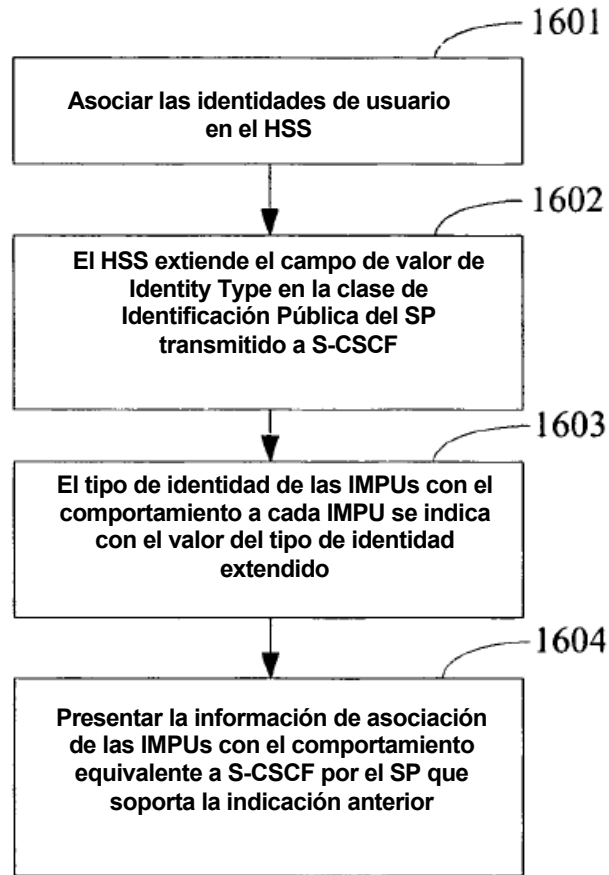 1601
Asociar las identidades de usuario
en el HSS
1602
El HSS extiende el campo de valor de
Identity Type en la clase de
Identificación Pública del SP
transmitido a S-CSCF
1603
El tipo de identidad de las IMPUs con el
comportamiento a cada IMPU se indica
con el valor del tipo de identidad
extendido
1604
Presentar la información de asociación
de las IMPUs con el comportamiento
equivalente a S-CSCF por el SP que
soporta la indicación anterior